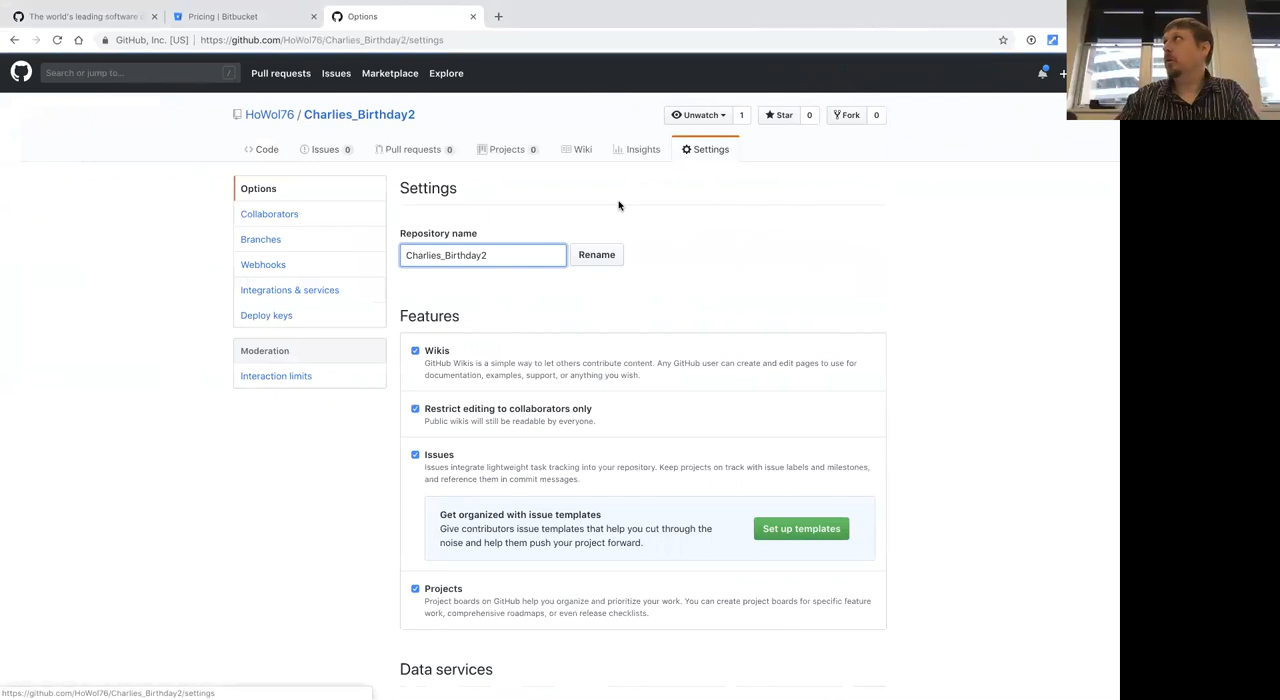 The world's leading software
Pricing | Bitbucket
Options
GitHub, Inc. [US] | https://github.com/HoWol76/Charlies_Birthday2/settings
Search or jump to... /
Pull requests Issues Marketplace Explore
HoWol76 / Charlies_Birthday2
Unwatch 1 Star 0 Fork 0
Code Issues 0 Pull requests 0 Projects 0 Wiki Insights Settings
Options
Collaborators
Branches
Webhooks
Integrations & services
Deploy keys
Moderation
Interaction limits
Settings
Repository name
Charlies_Birthday2 Rename
Features
Wikis
GitHub Wikis is a simple way to let others contribute content. Any GitHub user can create and edit pages to use for
documentation, examples, support, or anything you wish.
Restrict editing to collaborators only
Public wikis will still be readable by everyone.
Issues
Issues integrate lightweight task tracking into your repository. Keep projects on track with issue labels and milestones,
and reference them in commit messages.
Get organized with issue templates
Give contributors issue templates that help you cut through the
noise and help them push your project forward.
Set up templates
Projects
Project boards on GitHub help you organize and prioritize your work. You can create project boards for specific feature
work, comprehensive roadmaps, or even release checklists.
Data services
https://github.com/HoWol76/Charlies_Birthday2/settings